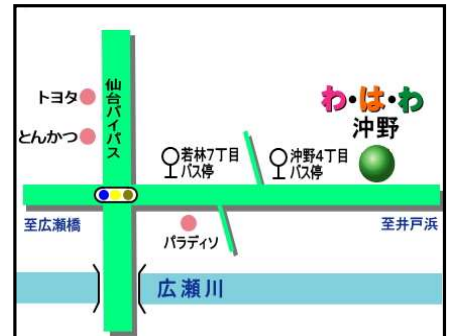 トヨタ
とんかつ
仙台バイパス
わ・は・わ
沖野
若林7丁目
バス停
沖野4丁目
バス停
至広瀬橋
パラディソ
至井戸浜
広瀬川